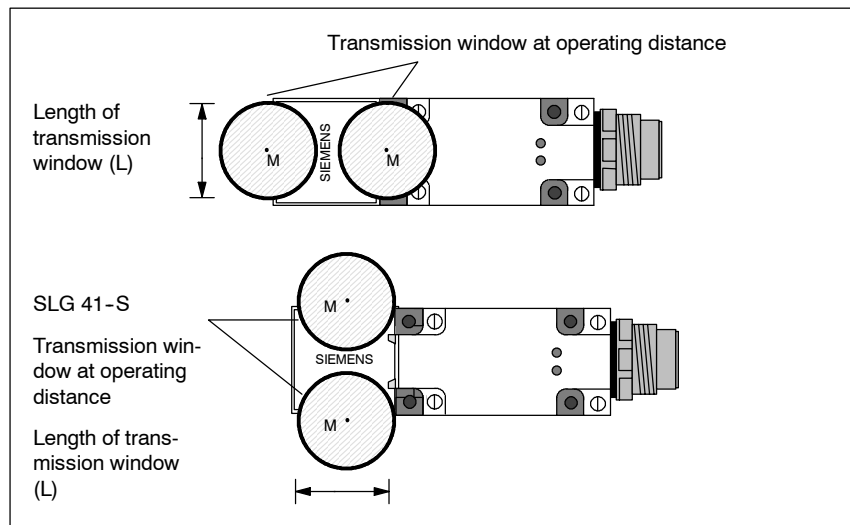 Transmission window at operating distance
Length of
transmission
window (L)
M
SIEMENS
M
SLG 41-S
Transmission win-
dow at operating
distance
Length of trans-
mission window
(L)
M
SIEMENS
M